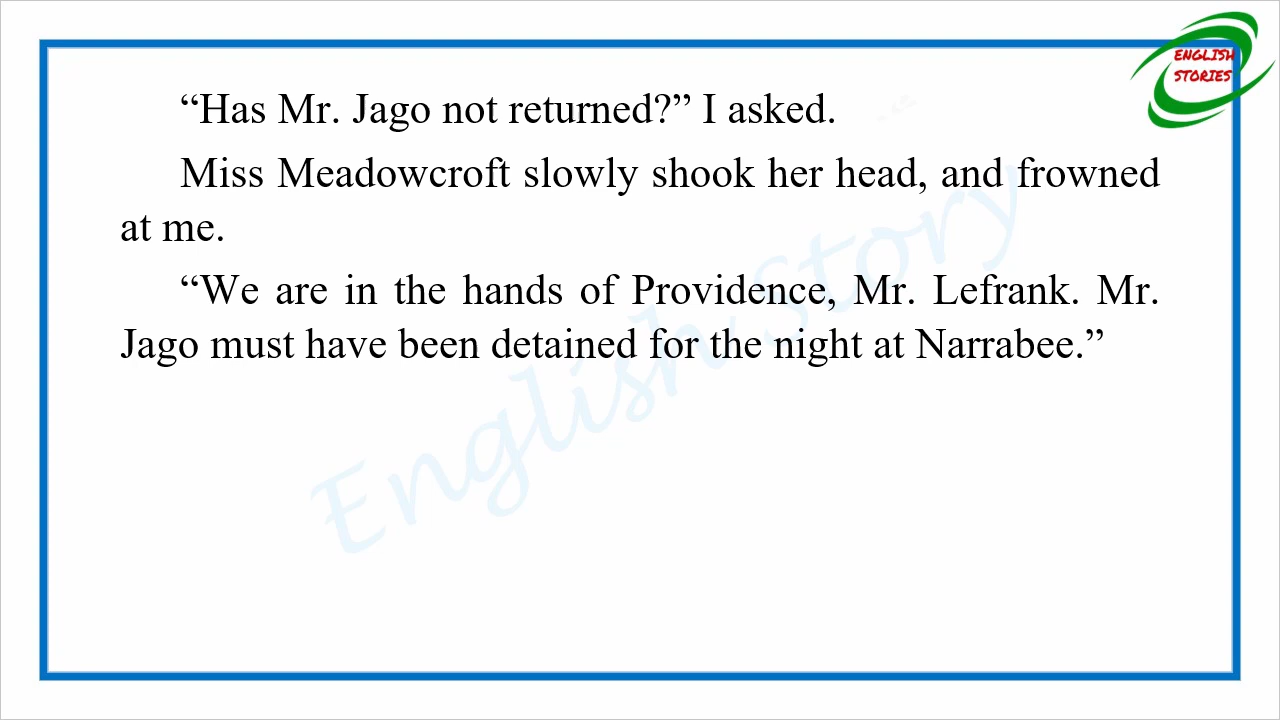 ENGLISH
STORIES
“Has Mr. Jago not returned?” I asked.
Miss Meadowcroft slowly shook her head, and frowned
at me.
“We are in the hands of Providence, Mr. Lefrank. Mr.
Jago must have been detained for the night at Narrabee.”
English Story